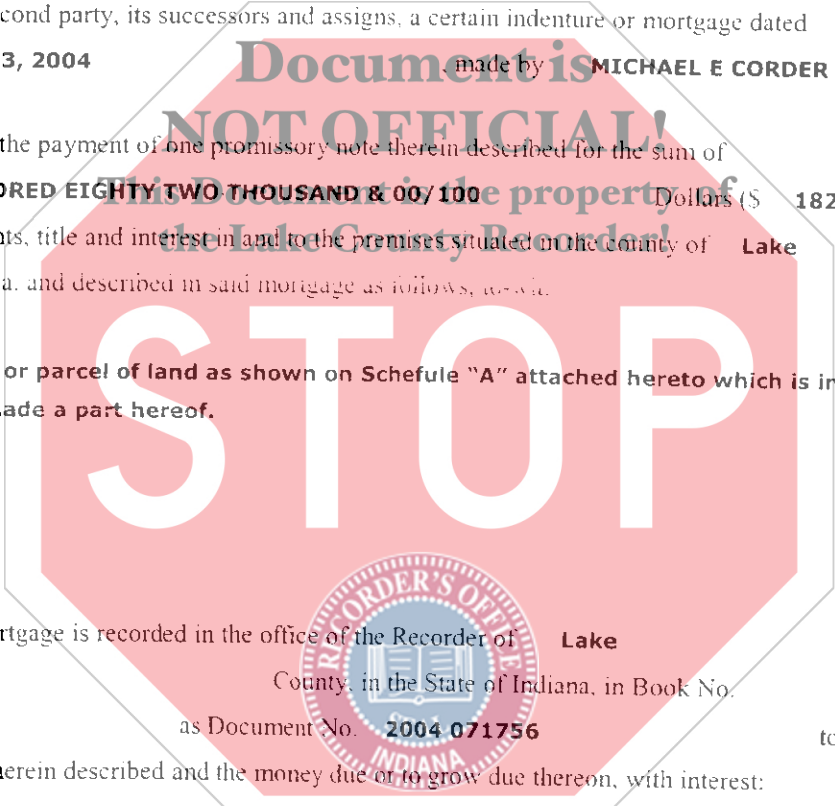 cond party, its successors and assigns, a certain indenture or mortgage dated
3, 2004 , made by MICHAEL E CORDER
Document is
the payment of one promissory note therein described for the sum of
NOT OFFICIAL!
RED EIGHTY TWO THOUSAND & 00/100 Dollars ($ 182
This Document is the property of
ts, title and interest in and to the premises situated in the county of Lake
the Lake County Recorder!
a. and described in said mortgage as follows, to-wit.
or parcel of land as shown on Schefule "A" attached hereto which is in
ade a part hereof.
STOP
RECORDER'S OFFICE
rtgage is recorded in the office of the Recorder of Lake
County, in the State of Indiana, in Book No.
as Document No. 2004 071756 to
INDIANA
erein described and the money due or to grow due thereon, with interest: